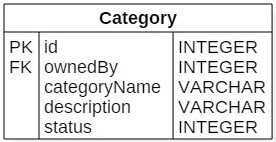 Category
PK id INTEGER
FK ownedBy INTEGER
categoryName VARCHAR
description VARCHAR
status INTEGER